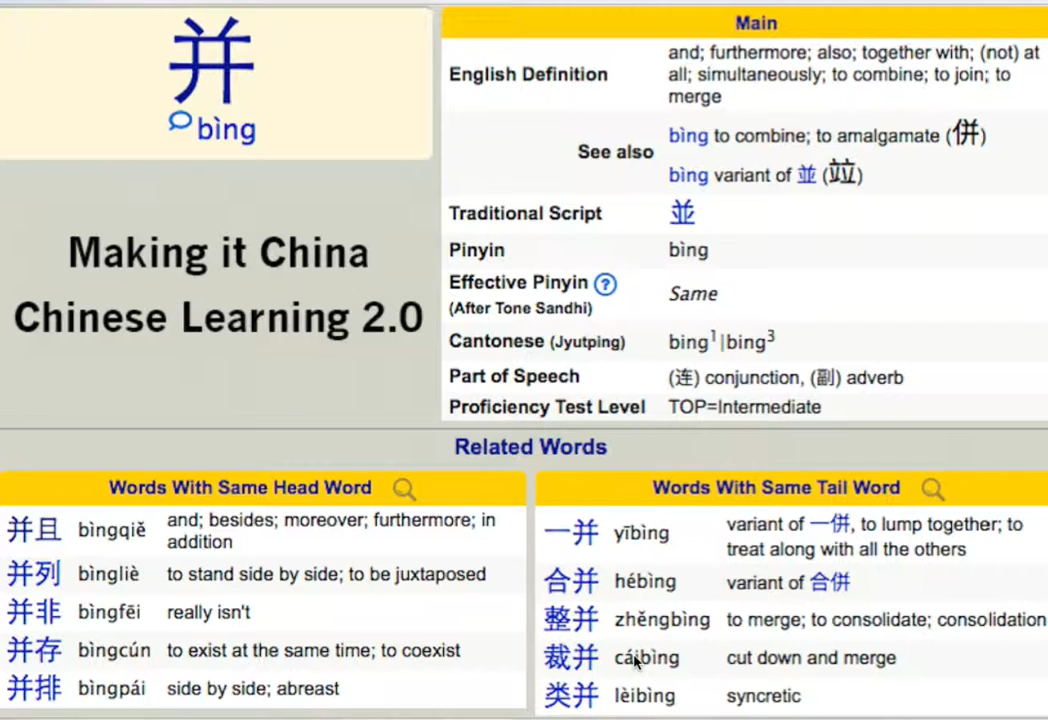 并
bìng
Making it China
Chinese Learning 2.0
Main
English Definition
and; furthermore; also; together with; (not) at
all; simultaneously; to combine; to join; to
merge
See also
bìng to combine; to amalgamate (併)
bìng variant of 並 (竝)
Traditional Script
並
Pinyin
bìng
Effective Pinyin ?
(After Tone Sandhi)
Same
Cantonese (Jyutping)
bing1|bing3
Part of Speech
(连) conjunction, (副) adverb
Proficiency Test Level
TOP=Intermediate
Related Words
Words With Same Head Word
并且 bìngqiě and; besides; moreover; furthermore; in
addition
并列 bìngliè to stand side by side; to be juxtaposed
并非 bìngfēi really isn't
并存 bìngcún to exist at the same time; to coexist
并排 bìngpái side by side; abreast
Words With Same Tail Word
一并 yībìng variant of 一併, to lump together; to
treat along with all the others
合并 hébìng variant of 合併
整并 zhěngbìng to merge; to consolidate; consolidation
裁并 cáibìng cut down and merge
类并 lèibìng syncretic